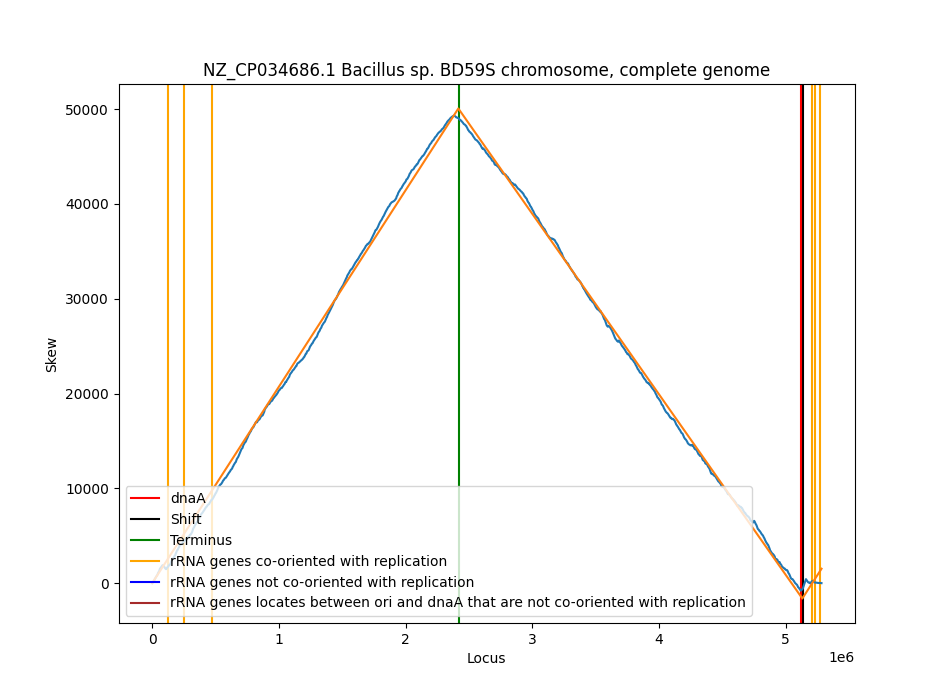 NZ_CP034686.1 Bacillus sp. BD59S chromosome, complete genome
50000
40000
30000
20000
10000
0
Skew
dnaA
Shift
Terminus
rRNA genes co-oriented with replication
rRNA genes not co-oriented with replication
rRNA genes locates between ori and dnaA that are not co-oriented with replication
0 1 2 3 4 5
1e6
Locus